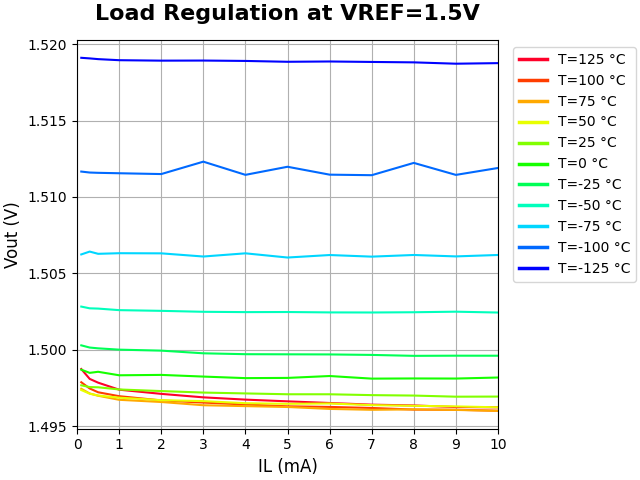 Load Regulation at VREF=1.5V
1.520
1.515
1.510
1.505
1.500
1.495
Vout (V)
0 1 2 3 4 5 6 7 8 9 10
IL (mA)
T=125 °C
T=100 °C
T=75 °C
T=50 °C
T=25 °C
T=0 °C
T=-25 °C
T=-50 °C
T=-75 °C
T=-100 °C
T=-125 °C